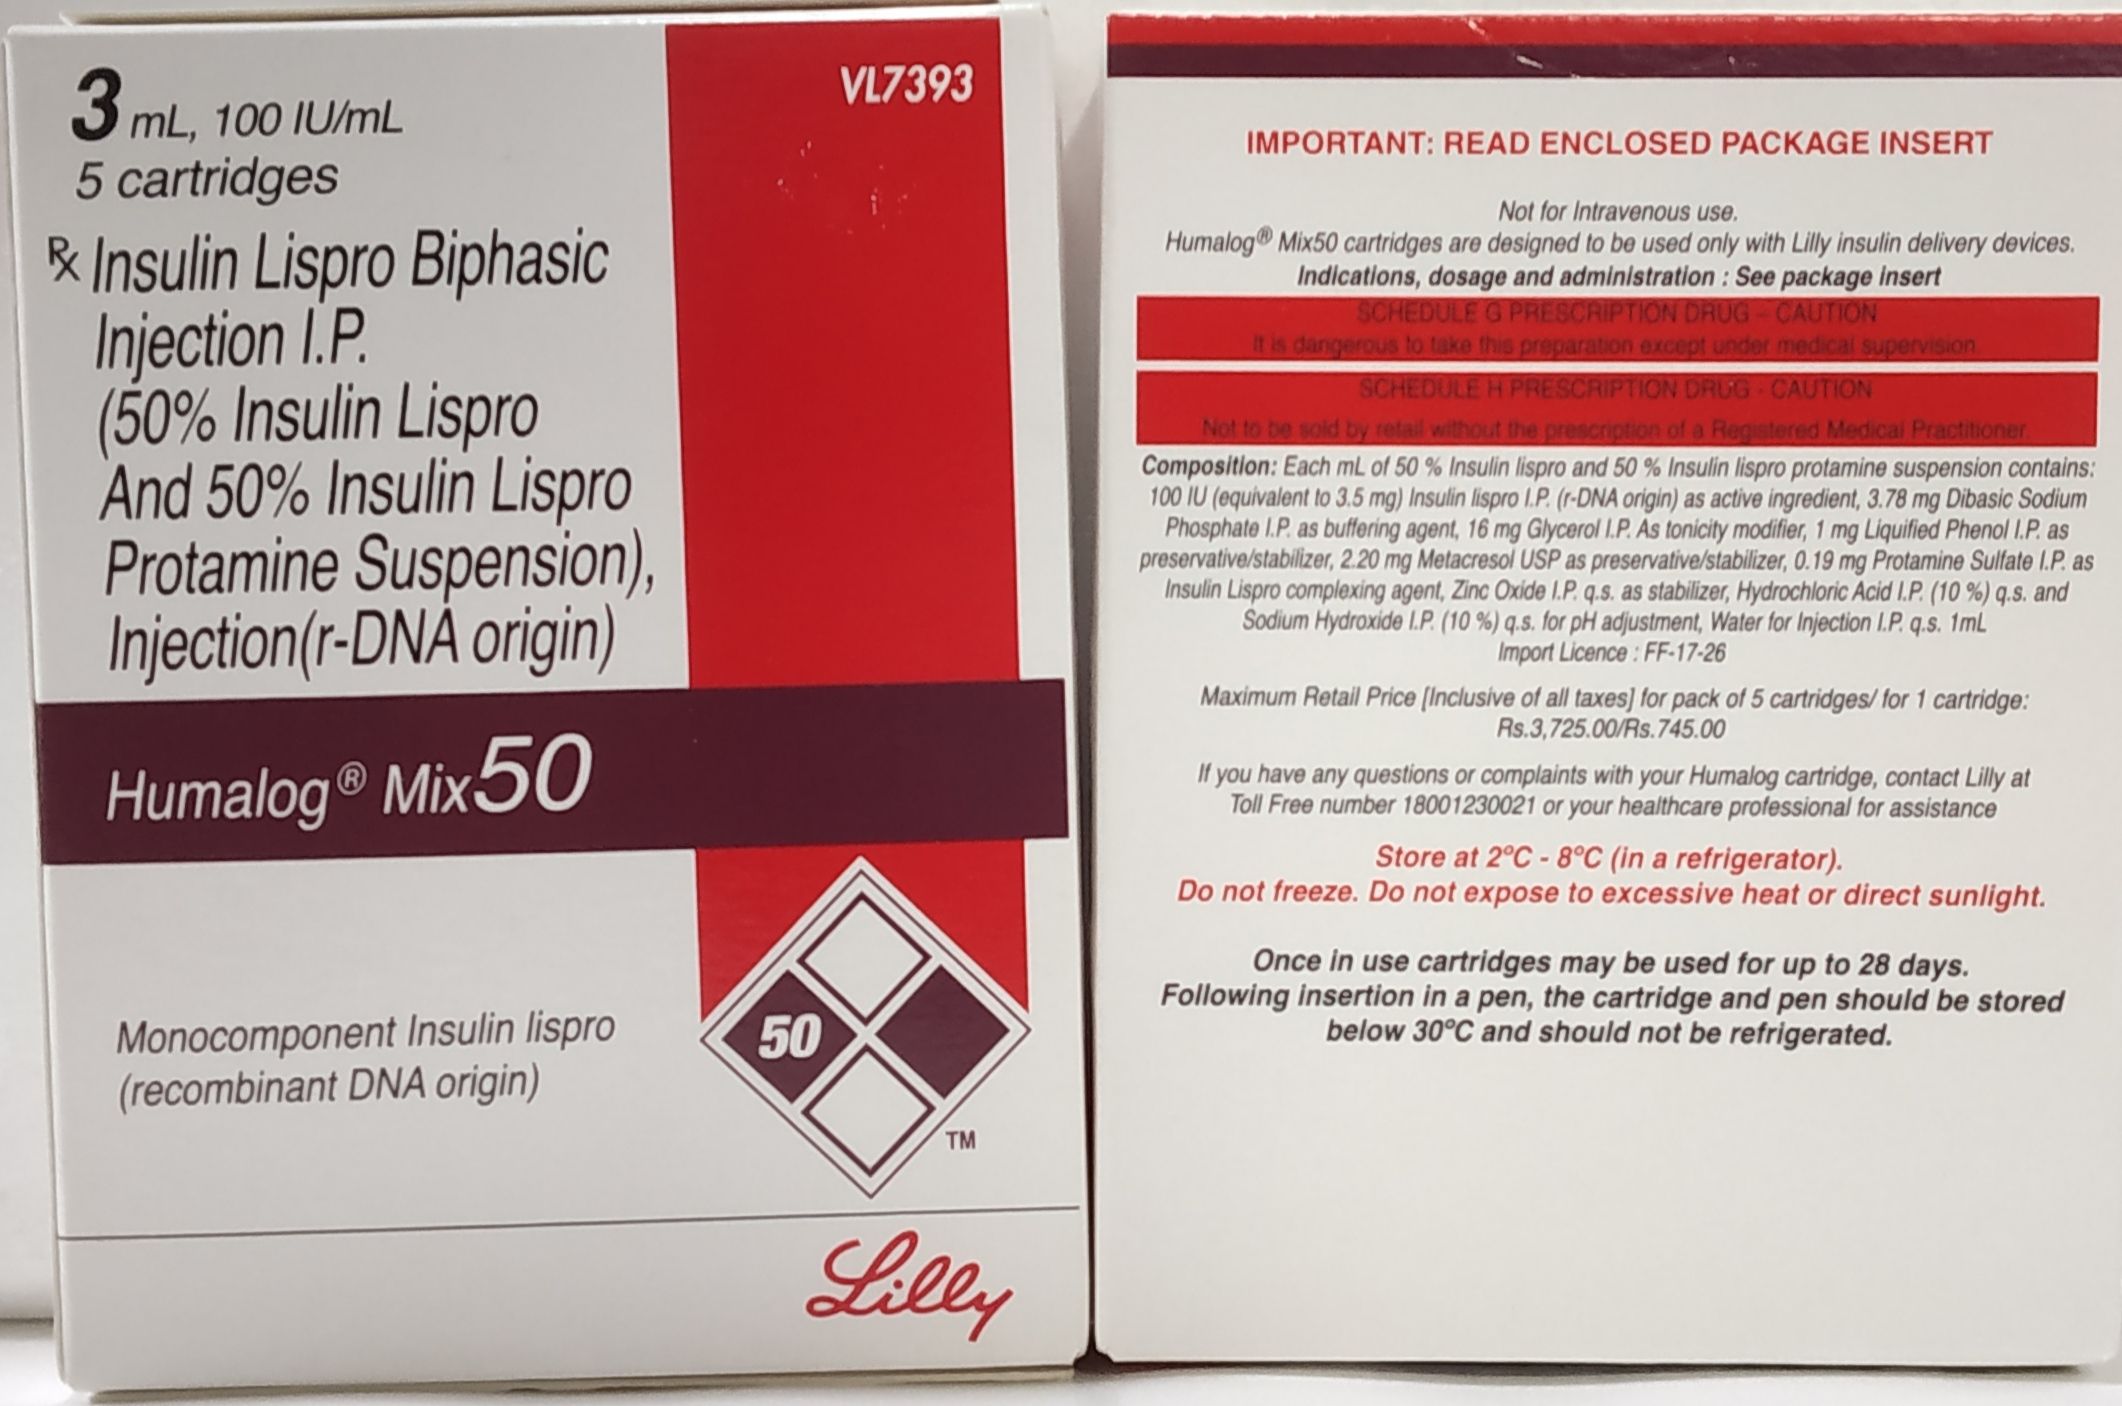 3 mL, 100 IU/mL
5 cartridges
VL7393
℞ Insulin Lispro Biphasic
Injection I.P.
(50% Insulin Lispro
And 50% Insulin Lispro
Protamine Suspension),
Injection(r-DNA origin)
Humalog® Mix50
Monocomponent Insulin lispro
(recombinant DNA origin)
50
TM
Lilly
IMPORTANT: READ ENCLOSED PACKAGE INSERT
Not for Intravenous use.
Humalog® Mix50 cartridges are designed to be used only with Lilly insulin delivery devices.
Indications, dosage and administration : See package insert
SCHEDULE G PRESCRIPTION DRUG - CAUTION
It is dangerous to take this preparation except under medical supervision
SCHEDULE H PRESCRIPTION DRUG - CAUTION
Not to be sold by retail without the prescription of a Registered Medical Practitioner.
Composition: Each mL of 50 % Insulin lispro and 50 % Insulin lispro protamine suspension contains:
100 IU (equivalent to 3.5 mg) Insulin lispro I.P. (r-DNA origin) as active ingredient, 3.78 mg Dibasic Sodium
Phosphate I.P. as buffering agent, 16 mg Glycerol I.P. As tonicity modifier, 1 mg Liquified Phenol I.P. as
preservative/stabilizer, 2.20 mg Metacresol USP as preservative/stabilizer, 0.19 mg Protamine Sulfate I.P. as
Insulin Lispro complexing agent, Zinc Oxide I.P. q.s. as stabilizer, Hydrochloric Acid I.P. (10 %) q.s. and
Sodium Hydroxide I.P. (10 %) q.s. for pH adjustment, Water for Injection I.P. q.s. 1mL
Import Licence : FF-17-26
Maximum Retail Price [Inclusive of all taxes] for pack of 5 cartridges/ for 1 cartridge:
Rs.3,725.00/Rs.745.00
If you have any questions or complaints with your Humalog cartridge, contact Lilly at
Toll Free number 18001230021 or your healthcare professional for assistance
Store at 2°C - 8°C (in a refrigerator).
Do not freeze. Do not expose to excessive heat or direct sunlight.
Once in use cartridges may be used for up to 28 days.
Following insertion in a pen, the cartridge and pen should be stored
below 30°C and should not be refrigerated.